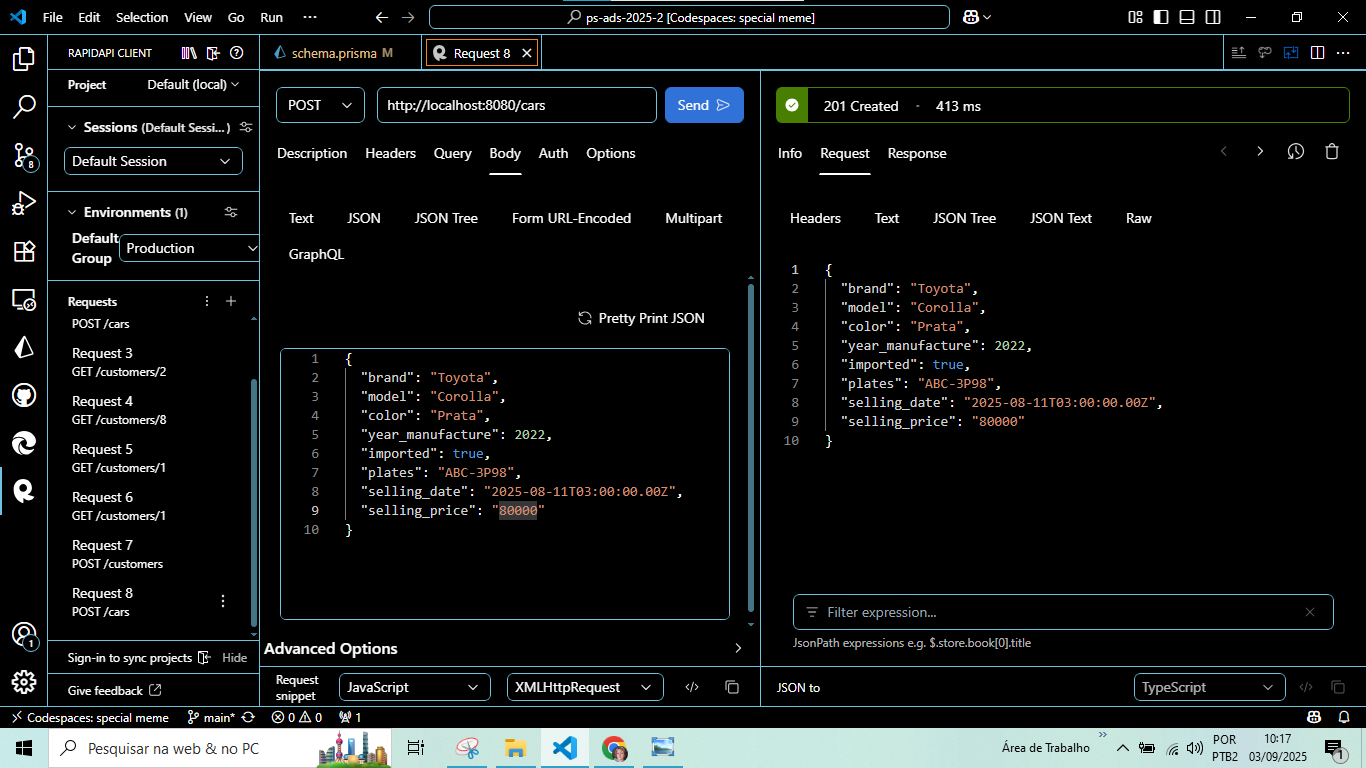 File Edit Selection View Go Run ··· ps-ads-2025-2 [Codespaces: special meme]
RAPIDAPI CLIENT
schema.prisma M
Request 8
Project Default (local)
Sessions (Default Sessi...)
Default Session
Environments (1)
Default Group
Production
Requests
POST /cars
Request 3
GET /customers/2
Request 4
GET /customers/8
Request 5
GET /customers/1
Request 6
GET /customers/1
Request 7
POST /customers
Request 8
POST /cars
Sign-in to sync projects Hide
Give feedback
8
1
POST http://localhost:8080/cars Send
Description Headers Query Body Auth Options
Text JSON JSON Tree Form URL-Encoded Multipart
GraphQL
Pretty Print JSON
1 {
2 "brand": "Toyota",
3 "model": "Corolla",
4 "color": "Prata",
5 "year_manufacture": 2022,
6 "imported": true,
7 "plates": "ABC-3P98",
8 "selling_date": "2025-08-11T03:00:00.00Z",
9 "selling_price": "80000"
10 }
Advanced Options
Request snippet
JavaScript XMLHttpRequest
201 Created · 413 ms
Info Request Response
Headers Text JSON Tree JSON Text Raw
1 {
2 "brand": "Toyota",
3 "model": "Corolla",
4 "color": "Prata",
5 "year_manufacture": 2022,
6 "imported": true,
7 "plates": "ABC-3P98",
8 "selling_date": "2025-08-11T03:00:00.00Z",
9 "selling_price": "80000"
10 }
Filter expression...
JsonPath expressions e.g. $.store.book[0].title
JSON to TypeScript
Codespaces: special meme main* 0 0 1
Pesquisar na web & no PC
Área de Trabalho
POR
PTB2
10:17
03/09/2025
1